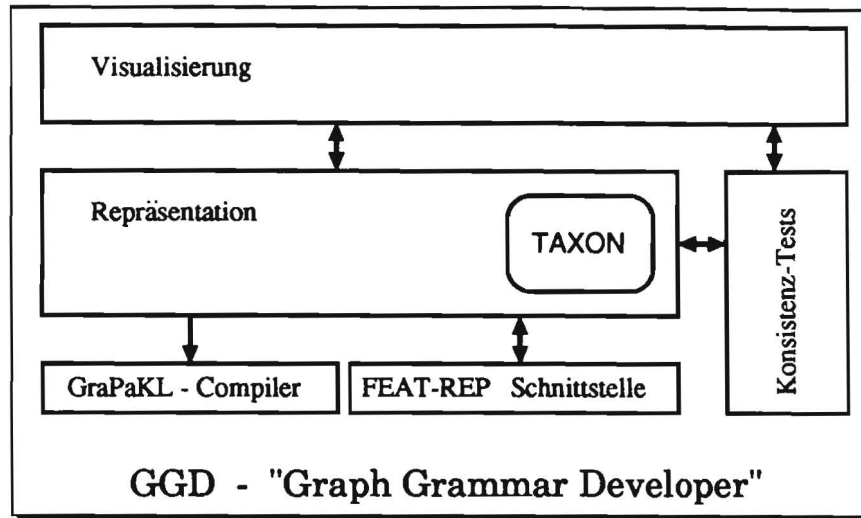 Visualisierung
Repräsentation
TAXON
Konsistenz-Tests
GraPaKL - Compiler
FEAT-REP Schnittstelle
GGD - "Graph Grammar Developer"